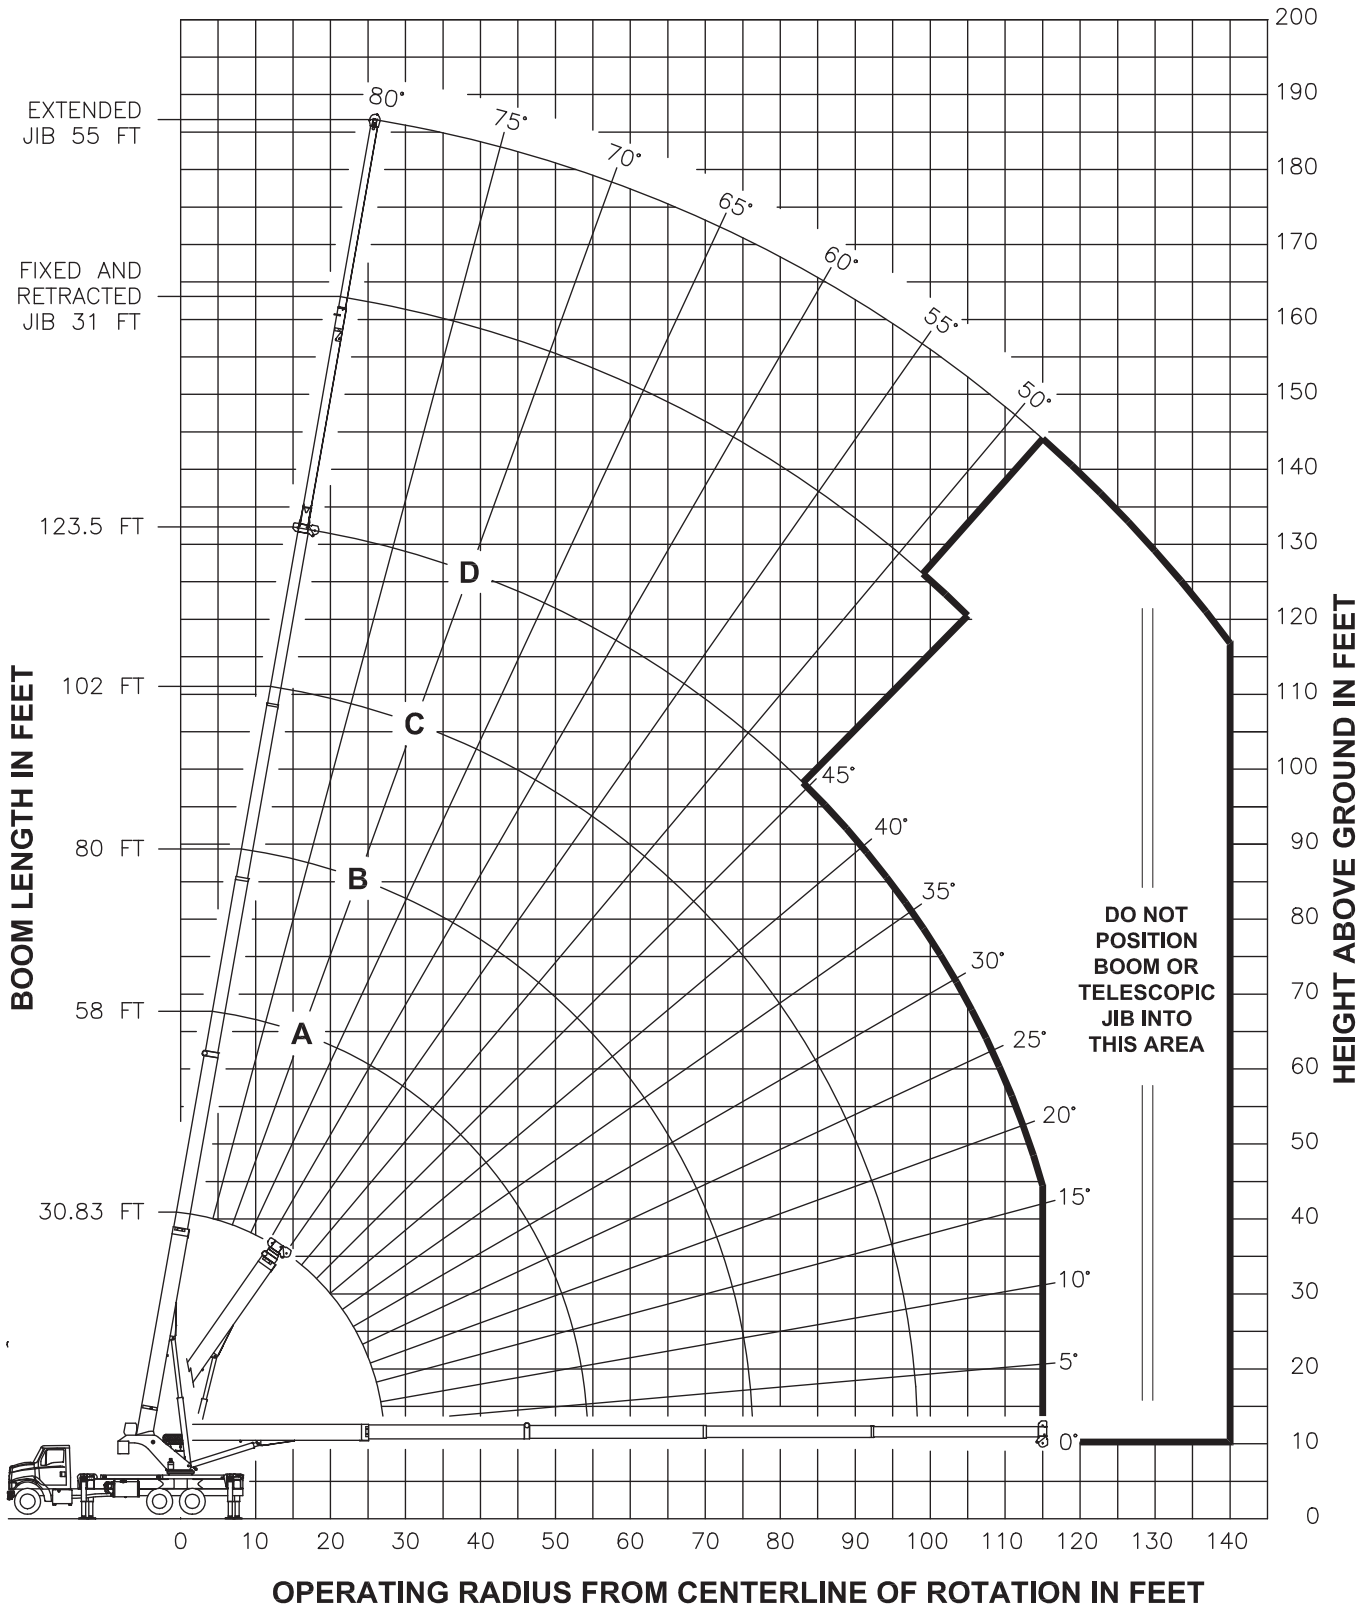 200
190
180
170
160
150
140
130
120
110
100
90
80
70
60
50
40
30
20
10
0
HEIGHT ABOVE GROUND IN FEET
EXTENDED
JIB 55 FT
FIXED AND
RETRACTED
JIB 31 FT
123.5 FT
102 FT
80 FT
58 FT
30.83 FT
BOOM LENGTH IN FEET
80°
75°
70°
65°
60°
55°
50°
45°
40°
35°
30°
25°
20°
15°
10°
5°
0°
D
C
B
A
DO NOT
POSITION
BOOM OR
TELESCOPIC
JIB INTO
THIS AREA
0 10 20 30 40 50 60 70 80 90 100 110 120 130 140
OPERATING RADIUS FROM CENTERLINE OF ROTATION IN FEET